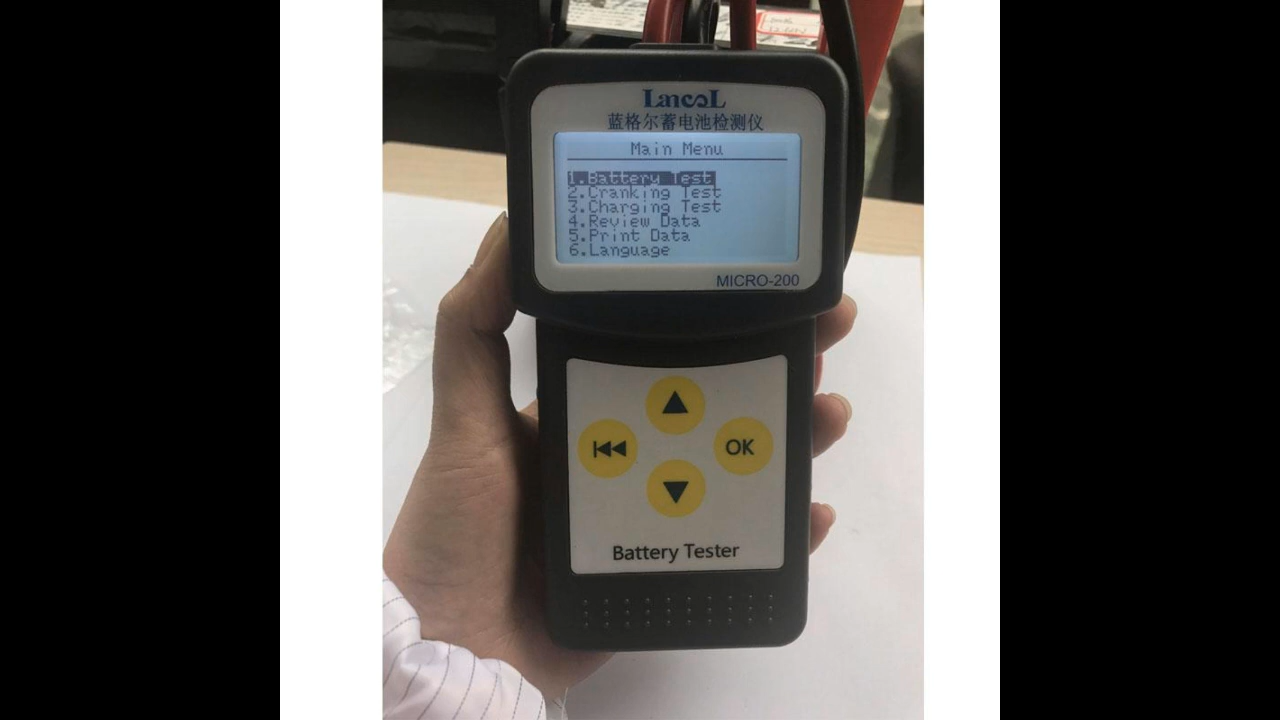 LancoL
蓝格尔蓄电池检测仪
Main Menu
1.Battery Test
2.Cranking Test
3.Charging Test
4.Review Data
5.Print Data
6.Language
MICRO-200
OK
Battery Tester